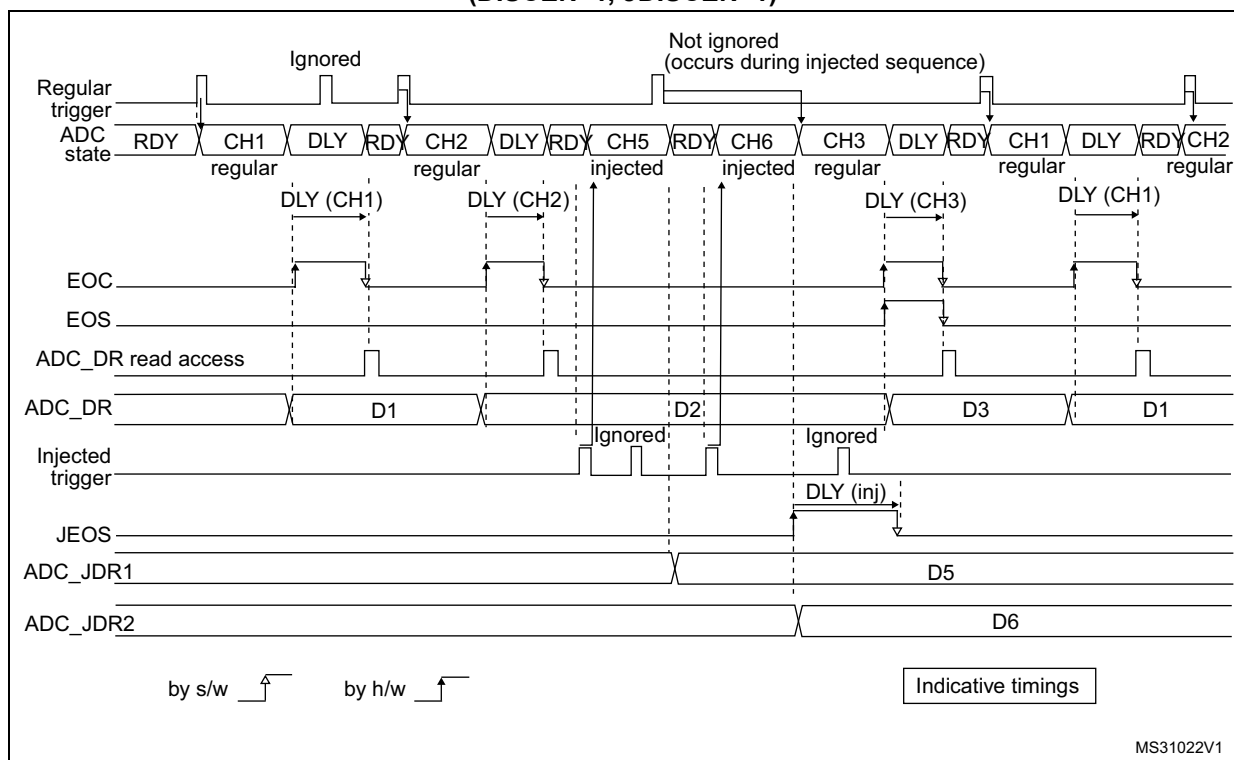 Ignored
Not ignored
(occurs during injected sequence)
Regular
trigger
ADC
state
RDY CH1 DLY RDY CH2 DLY RDY CH5 RDY CH6 CH3 DLY RDY CH1 DLY RDY CH2
regular regular injected injected regular regular regular
DLY (CH1) DLY (CH2) DLY (CH3) DLY (CH1)
EOC
EOS
ADC_DR read access
ADC_DR D1 D2 D3 D1
Ignored Ignored
Injected
trigger
DLY (inj)
JEOS
ADC_JDR1 D5
ADC_JDR2 D6
by s/w by h/w Indicative timings
MS31022V1